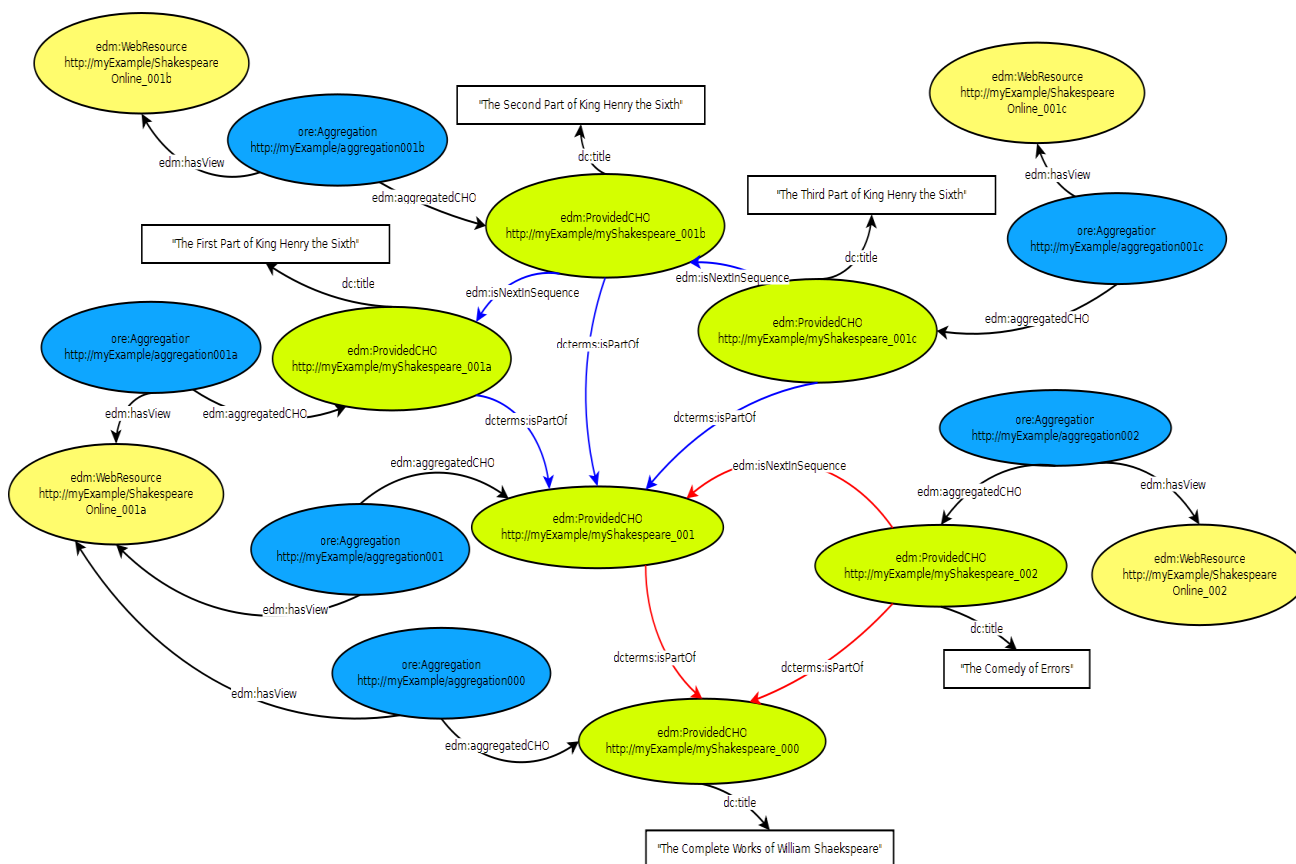 edm:WebResource
http://myExample/Shakespeare
Online_001b
edm:WebResource
http://myExample/Shakespeare
Online_001c
"The Second Part of King Henry the Sixth"
ore:Aggregation
http://myExample/aggregation001b
edm:hasView
dc:title
edm:hasView
edm:aggregatedCHO
"The Third Part of King Henry the Sixth"
edm:ProvidedCHO
http://myExample/myShakespeare_001b
ore:Aggregation
http://myExample/aggregation001c
"The First Part of King Henry the Sixth"
dc:title
dc:title
edm:isNextInSequence
edm:isNextInSequence
edm:aggregatedCHO
edm:ProvidedCHO
http://myExample/myShakespeare_001c
ore:Aggregation
http://myExample/aggregation001a
edm:ProvidedCHO
http://myExample/myShakespeare_001a
dcterms:isPartOf
edm:hasView
edm:aggregatedCHO
dcterms:isPartOf
dcterms:isPartOf
ore:Aggregation
http://myExample/aggregation002
edm:aggregatedCHO
edm:isNextInSequence
edm:WebResource
http://myExample/Shakespeare
Online_001a
edm:aggregatedCHO
edm:hasView
edm:ProvidedCHO
http://myExample/myShakespeare_001
ore:Aggregation
http://myExample/aggregation001
edm:ProvidedCHO
http://myExample/myShakespeare_002
edm:WebResource
http://myExample/Shakespeare
Online_002
edm:hasView
dc:title
dcterms:isPartOf
dcterms:isPartOf
ore:Aggregation
http://myExample/aggregation000
"The Comedy of Errors"
edm:hasView
edm:ProvidedCHO
http://myExample/myShakespeare_000
edm:aggregatedCHO
dc:title
"The Complete Works of William Shaekspeare"